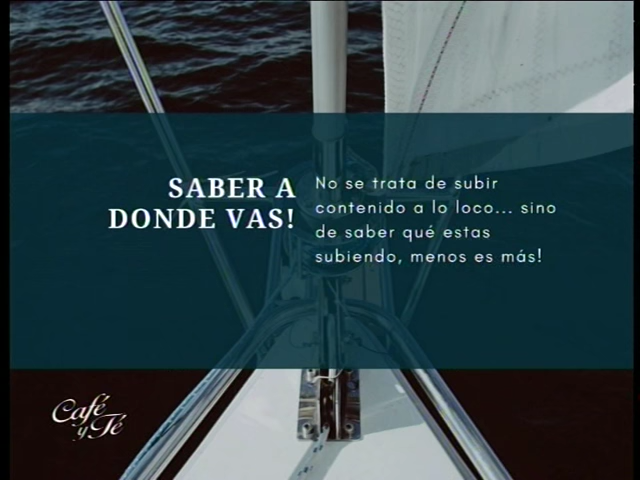 SABER A
DONDE VAS!
No se trata de subir
contenido a lo loco... sino
de saber qué estas
subiendo, menos es más!
Café
y Té